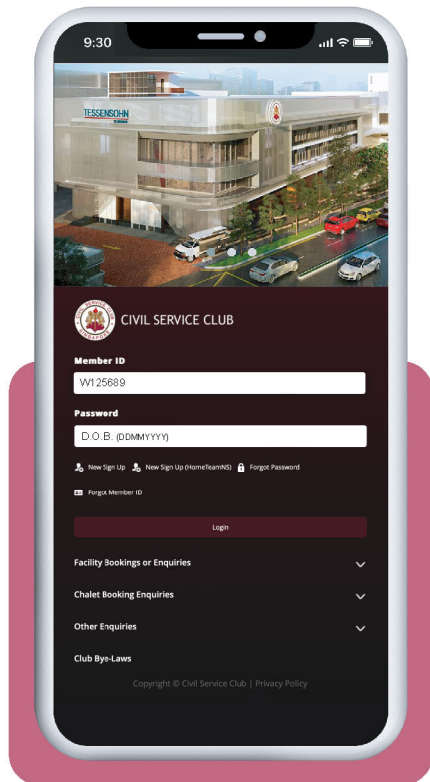 9:30
TESSENSOHN
CIVIL SERVICE CLUB
Member ID
W125689
Password
D.O.B. (DDMMYYYY)
New Sign Up New Sign Up (HomeTeamNS) Forgot Password
Forgot Member ID
Login
Facility Bookings or Enquiries
Chalet Booking Enquiries
Other Enquiries
Club Bye-Laws
Copyright © Civil Service Club | Privacy Policy